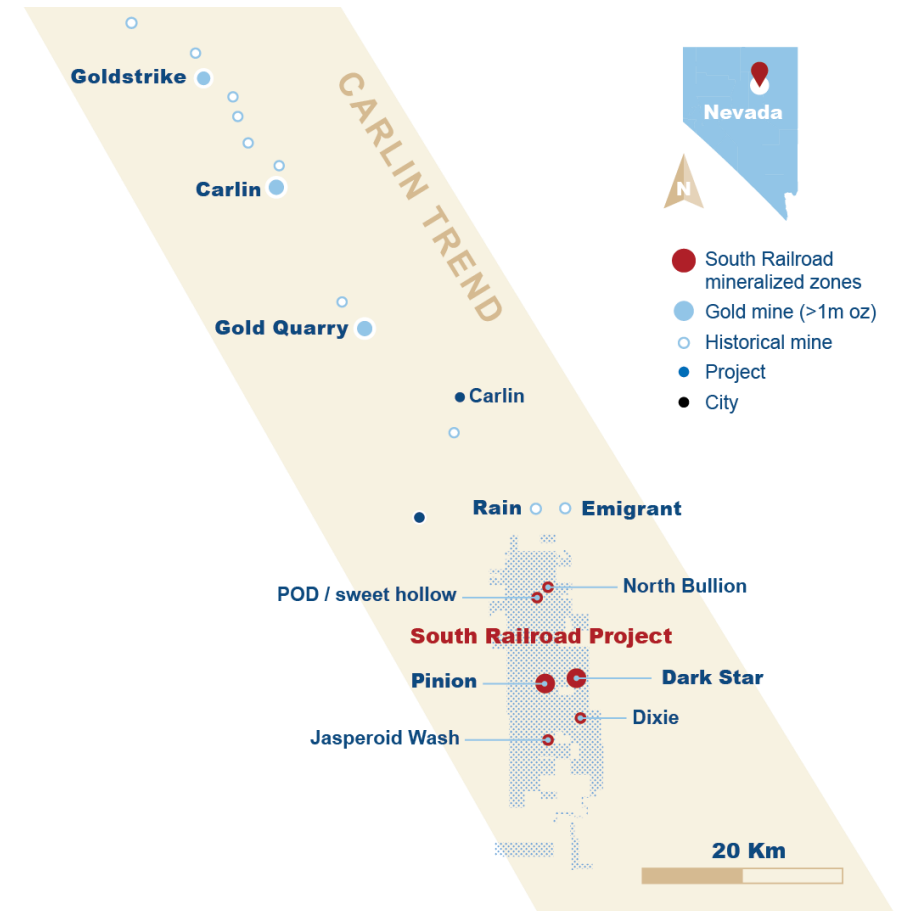 Goldstrike
CARLIN TREND
Nevada
Carlin
N
South Railroad
mineralized zones
Gold mine (>1m oz)
Historical mine
Project
City
Gold Quarry
Carlin
Rain
Emigrant
North Bullion
POD / sweet hollow
South Railroad Project
Pinion
Dark Star
Dixie
Jasperoid Wash
20 Km